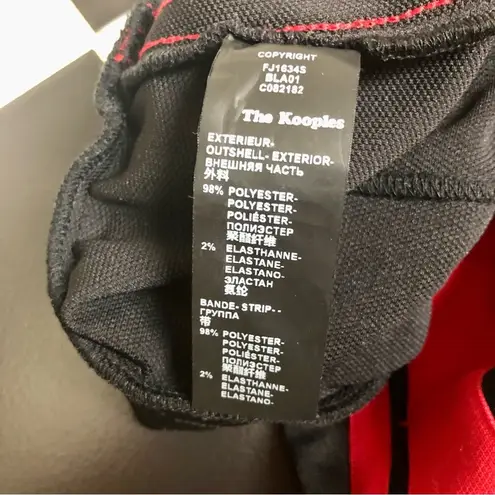 COPYRIGHT
FJ1634S
BLA01
C082182
The Kooples
EXTERIEUR-
OUTSHELL- EXTERIOR-
ВНЕШНЯЯ ЧАСТЬ
外料
98% POLYESTER-
POLYESTER-
POLIÉSTER-
ПОЛИЭСТЕР
聚酯纤维
2% ELASTHANNE-
ELASTANE-
ELASTANO-
ЭЛАСТАН
氨纶
BANDE- STRIP- -
ГРУППА
带
98% POLYESTER-
POLYESTER-
POLIÉSTER-
ПОЛИЭСТЕР
聚酯纤维
2% ELASTHANNE-
ELASTANE-
ELASTANO-